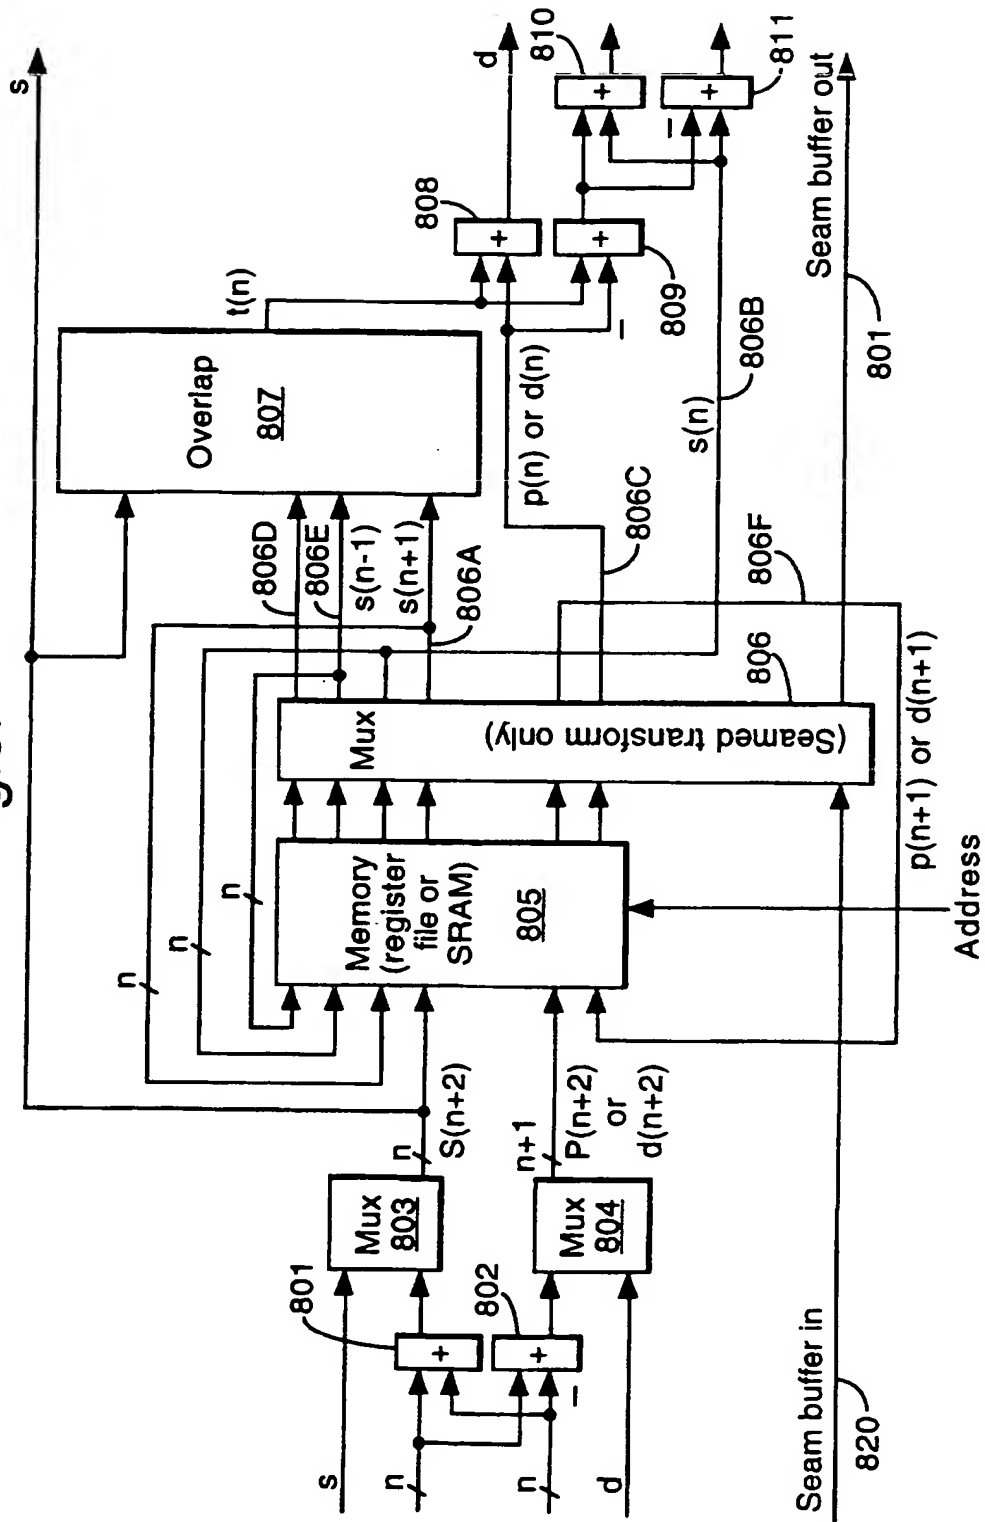 s
Overlap
807
t(n)
d
808
810
811
809
p(n) or d(n)
s(n)
806B
801
Seam buffer out
806D
806E
s(n-1)
s(n+1)
806A
806C
806F
Mux
(Seamed transform only)
806
p(n+1) or d(n+1)
n
n
n
Memory
(register
file or
SRAM)
805
Address
n
S(n+2)
n+1
P(n+2)
or
d(n+2)
Mux
803
Mux
804
801
802
+
+
+
+
+
+
−
−
−
s
n
n
d
Seam buffer in
820